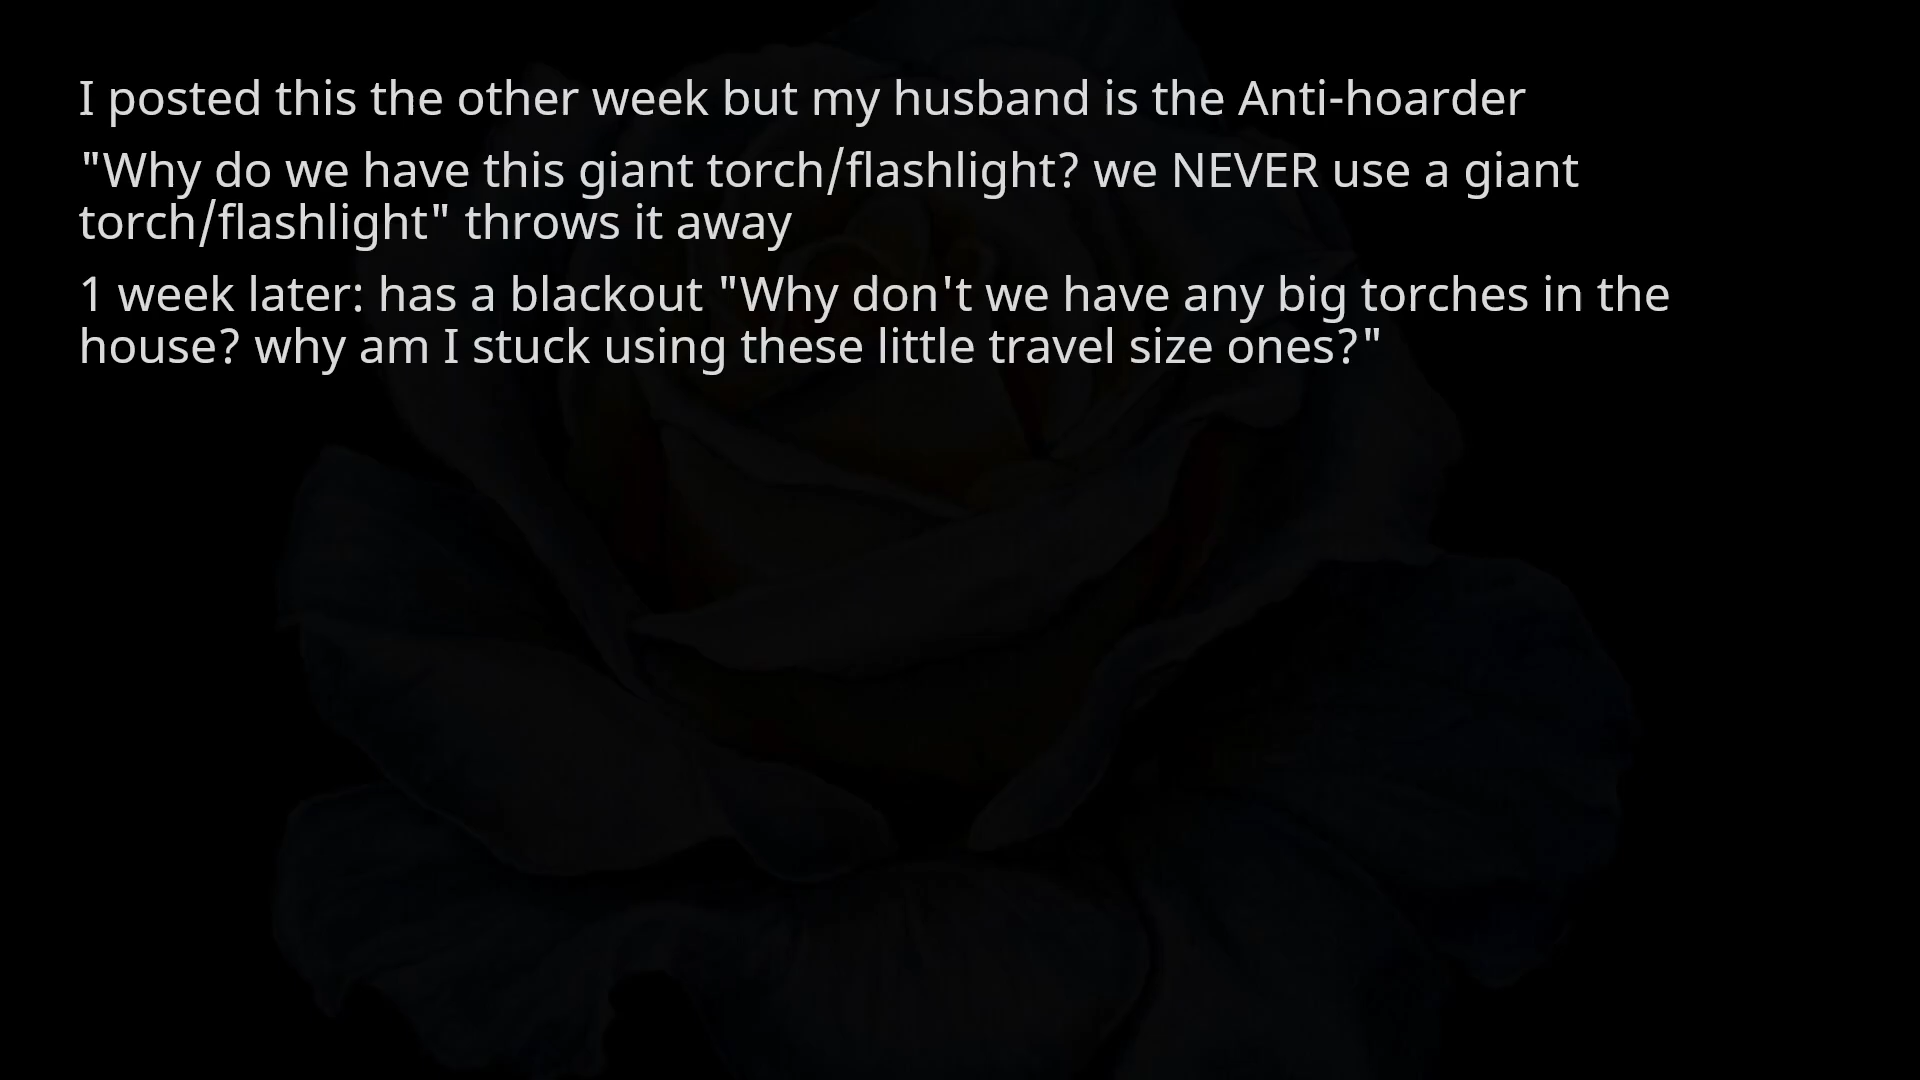 I posted this the other week but my husband is the Anti-hoarder
"Why do we have this giant torch/flashlight? we NEVER use a giant
torch/flashlight" throws it away
1 week later: has a blackout "Why don't we have any big torches in the
house? why am I stuck using these little travel size ones?"